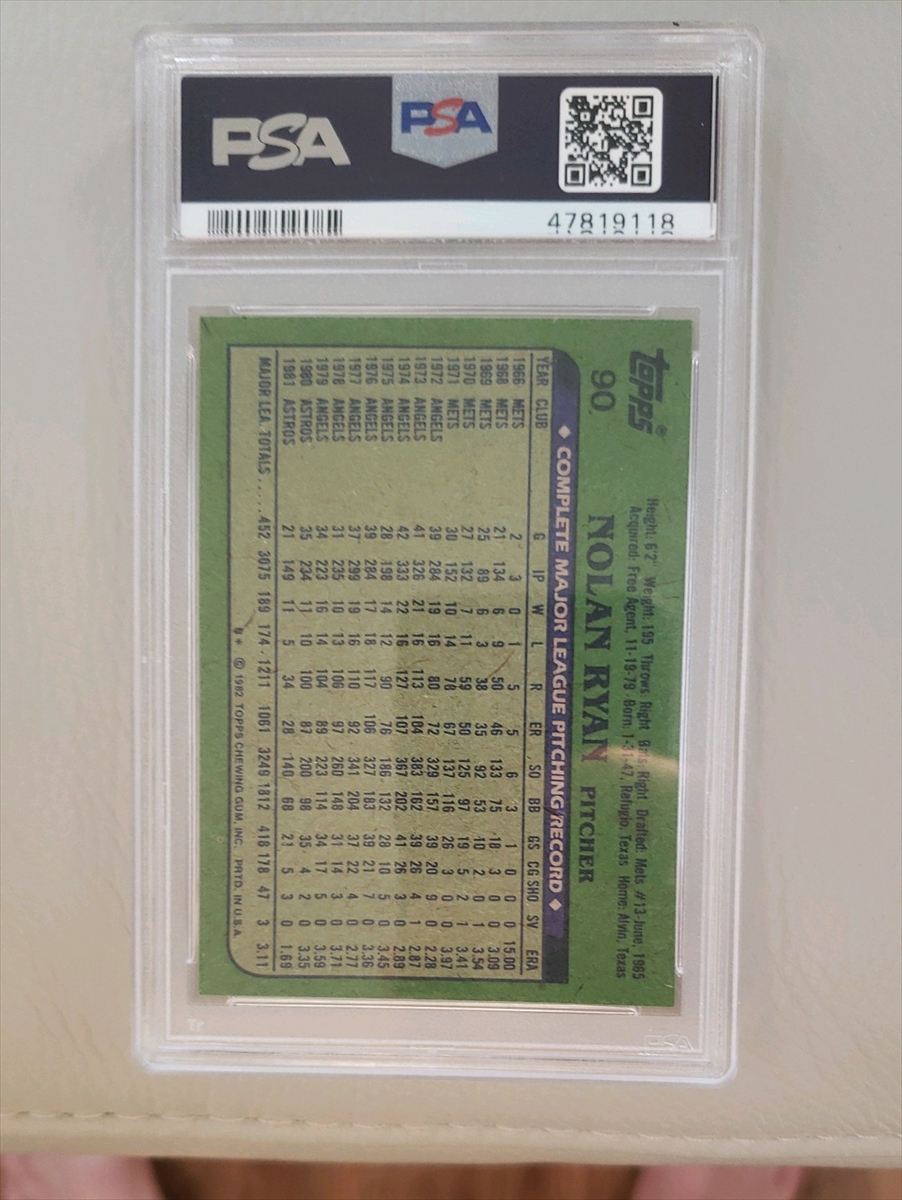 PSA
PSA
47819118
topps®
90
Height: 6'2" Weight: 195 Throws: Right Bats: Right Drafted: Mets #13-June, 1965
Acquired: Free Agent, 11-19-79 Born: 1-31-47, Refugio, Texas Home: Alvin, Texas
NOLAN RYAN PITCHER
◆ COMPLETE MAJOR LEAGUE PITCHING RECORD ◆
YEAR CLUB G IP W L R ER SO BB GS CG SHO SV ERA
1966 METS 2 3 0 1 5 5 6 3 1 0 0 0 15.00
1968 METS 21 134 6 9 50 46 133 75 18 3 0 0 3.09
1969 METS 25 89 6 3 38 35 92 53 10 2 0 1 3.54
1970 METS 27 132 7 11 59 50 125 97 19 5 2 1 3.41
1971 METS 30 152 10 14 78 67 137 116 26 3 0 0 3.97
1972 ANGELS 39 284 19 16 80 72 329 157 39 20 9 0 2.28
1973 ANGELS 41 326 21 16 113 184 383 162 39 26 4 1 2.87
1974 ANGELS 42 333 22 16 127 107 367 202 41 26 3 0 2.89
1975 ANGELS 28 198 14 12 90 76 186 132 28 10 5 0 3.45
1976 ANGELS 39 284 17 18 117 106 327 183 39 21 7 0 3.36
1977 ANGELS 37 299 19 16 110 92 341 204 37 22 4 0 2.77
1978 ANGELS 31 235 10 13 106 97 260 148 31 14 3 0 3.71
1979 ANGELS 34 223 16 14 104 89 223 114 34 17 5 0 3.59
1980 ASTROS 35 234 11 10 100 87 200 98 35 4 2 0 3.35
1981 ASTROS 21 149 11 5 34 28 140 68 21 5 3 0 1.69
MAJOR LEA. TOTALS..... 452 3075 189 174 1211 1061 3249 1812 418 178 47 3 3.11
B* © 1982 TOPPS CHEWING GUM, INC. PRTD. IN U.S.A.
PSA